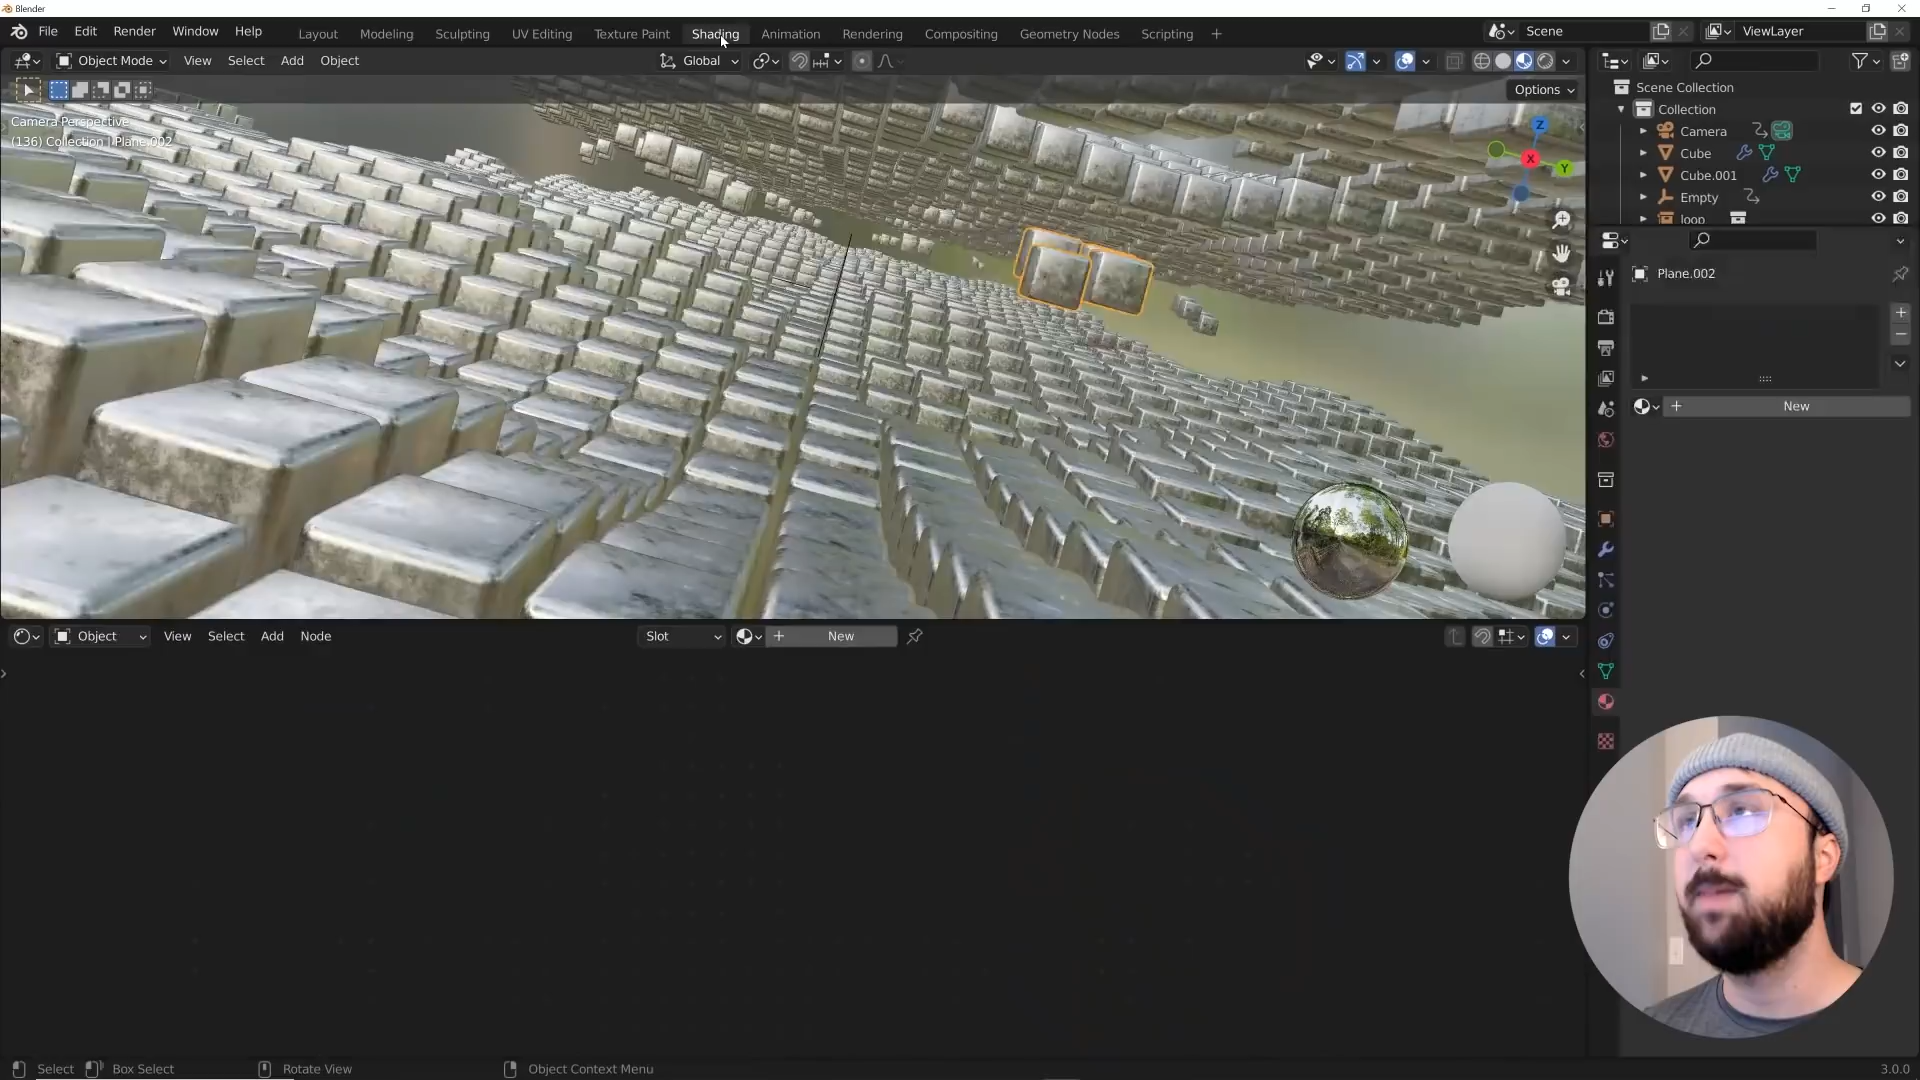 Blender
File Edit Render Window Help Layout Modeling Sculpting UV Editing Texture Paint Shading Animation Rendering Compositing Geometry Nodes Scripting + Scene ViewLayer
Object Mode View Select Add Object Global
Options
Camera Perspective
(136) Collection | Plane.002
Z
X
Y
Scene Collection
Collection
Camera
Cube
Cube.001
Empty
loop
Plane.002
New
Object View Select Add Node Slot New
Select Box Select Rotate View Object Context Menu 3.0.0